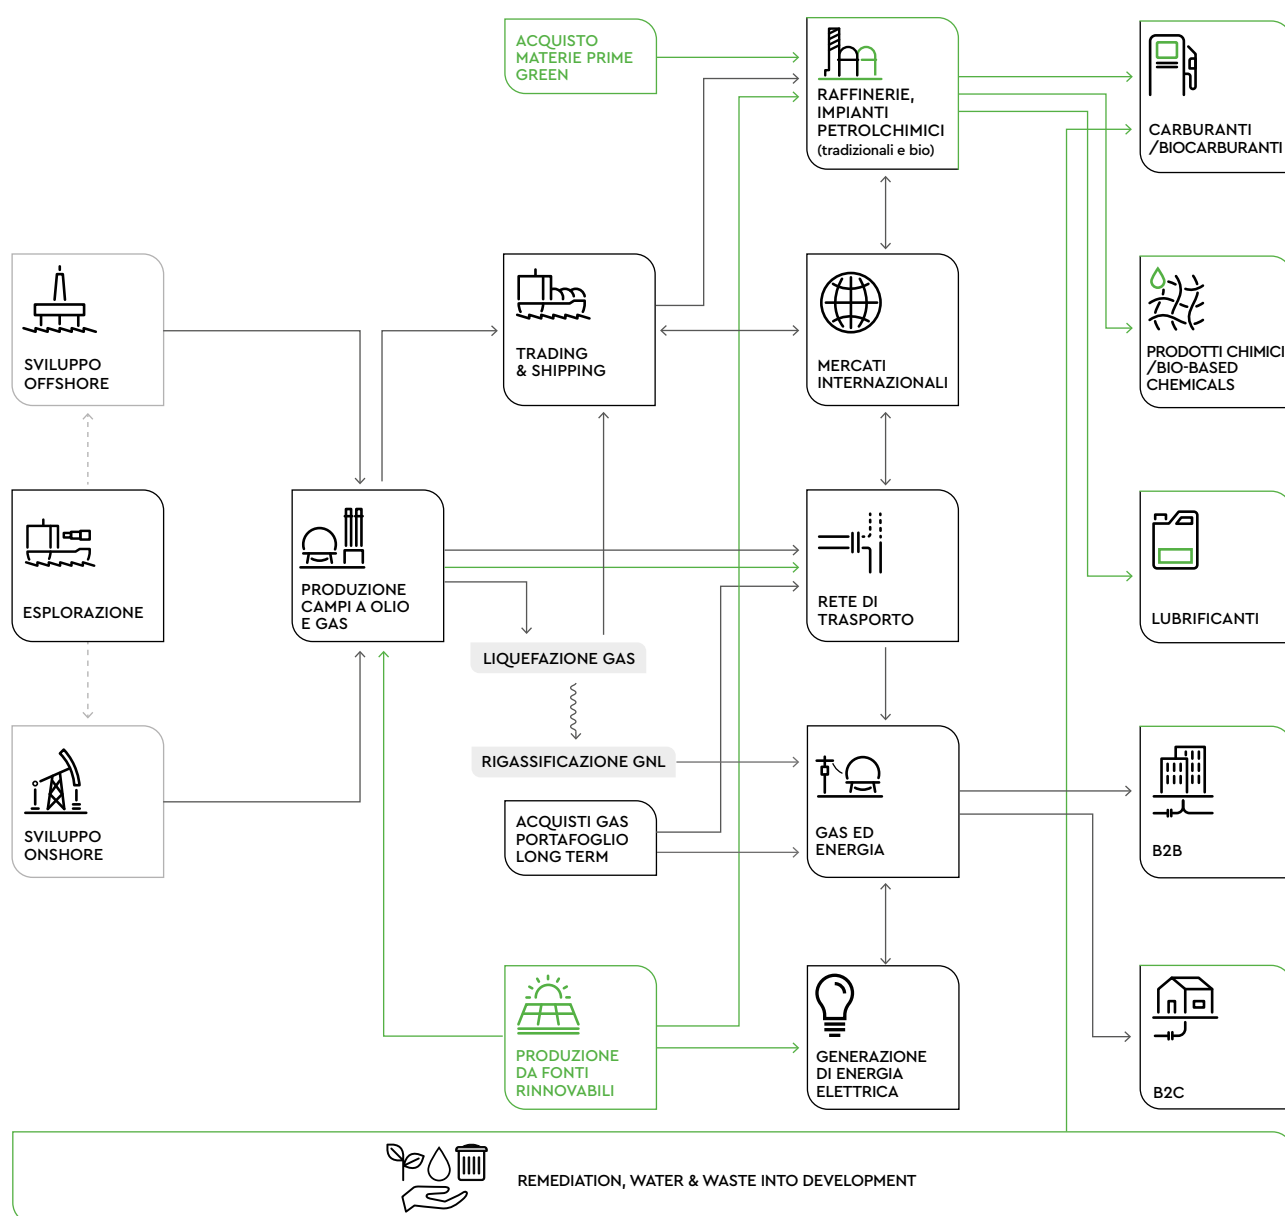 ACQUISTO
MATERIE PRIME
GREEN
RAFFINERIE,
IMPIANTI
PETROLCHIMICI
(tradizionali e bio)
CARBURANTI
/BIOCARBURANTI
SVILUPPO
OFFSHORE
TRADING
& SHIPPING
MERCATI
INTERNAZIONALI
PRODOTTI CHIMICI
/BIO-BASED
CHEMICALS
ESPLORAZIONE
PRODUZIONE
CAMPI A OLIO
E GAS
RETE DI
TRASPORTO
LUBRIFICANTI
LIQUEFAZIONE GAS
RIGASSIFICAZIONE GNL
SVILUPPO
ONSHORE
ACQUISTI GAS
PORTAFOGLIO
LONG TERM
GAS ED
ENERGIA
B2B
PRODUZIONE
DA FONTI
RINNOVABILI
GENERAZIONE
DI ENERGIA
ELETTRICA
B2C
REMEDIATION, WATER & WASTE INTO DEVELOPMENT